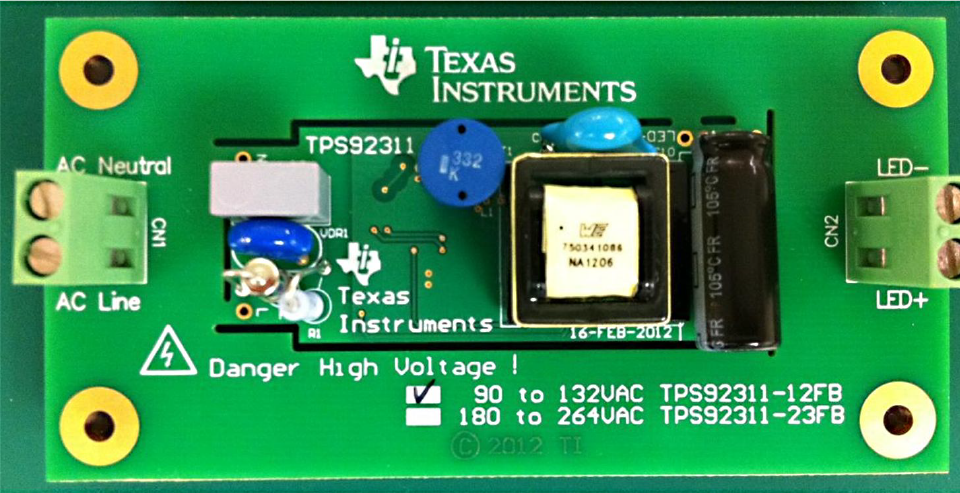 TEXAS
INSTRUMENTS
TPS92311
332
K
AC Neutral
LED-
CN1
CN2
VDR1
L1
WE
750341086
NA1206
105°C FR 105°C FR
AC Line
LED+
Texas
Instruments
R1
16-FEB-2012
Danger High Voltage !
90 to 132VAC TPS92311-12FB
180 to 264VAC TPS92311-23FB
© 2012 TI